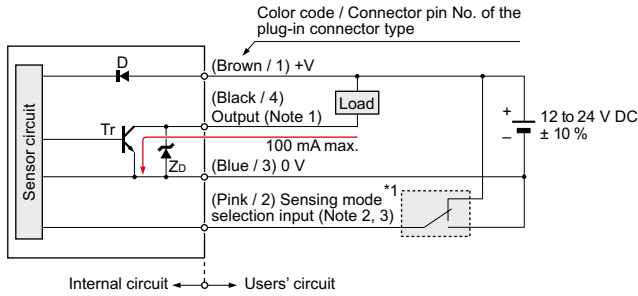 Color code / Connector pin No. of the
plug-in connector type
D
(Brown / 1) +V
(Black / 4)
Output (Note 1)
Load
Tr
100 mA max.
ZD
+
–
12 to 24 V DC
± 10 %
Sensor circuit
(Blue / 3) 0 V
*1
(Pink / 2) Sensing mode
selection input (Note 2, 3)
Internal circuit
Users' circuit